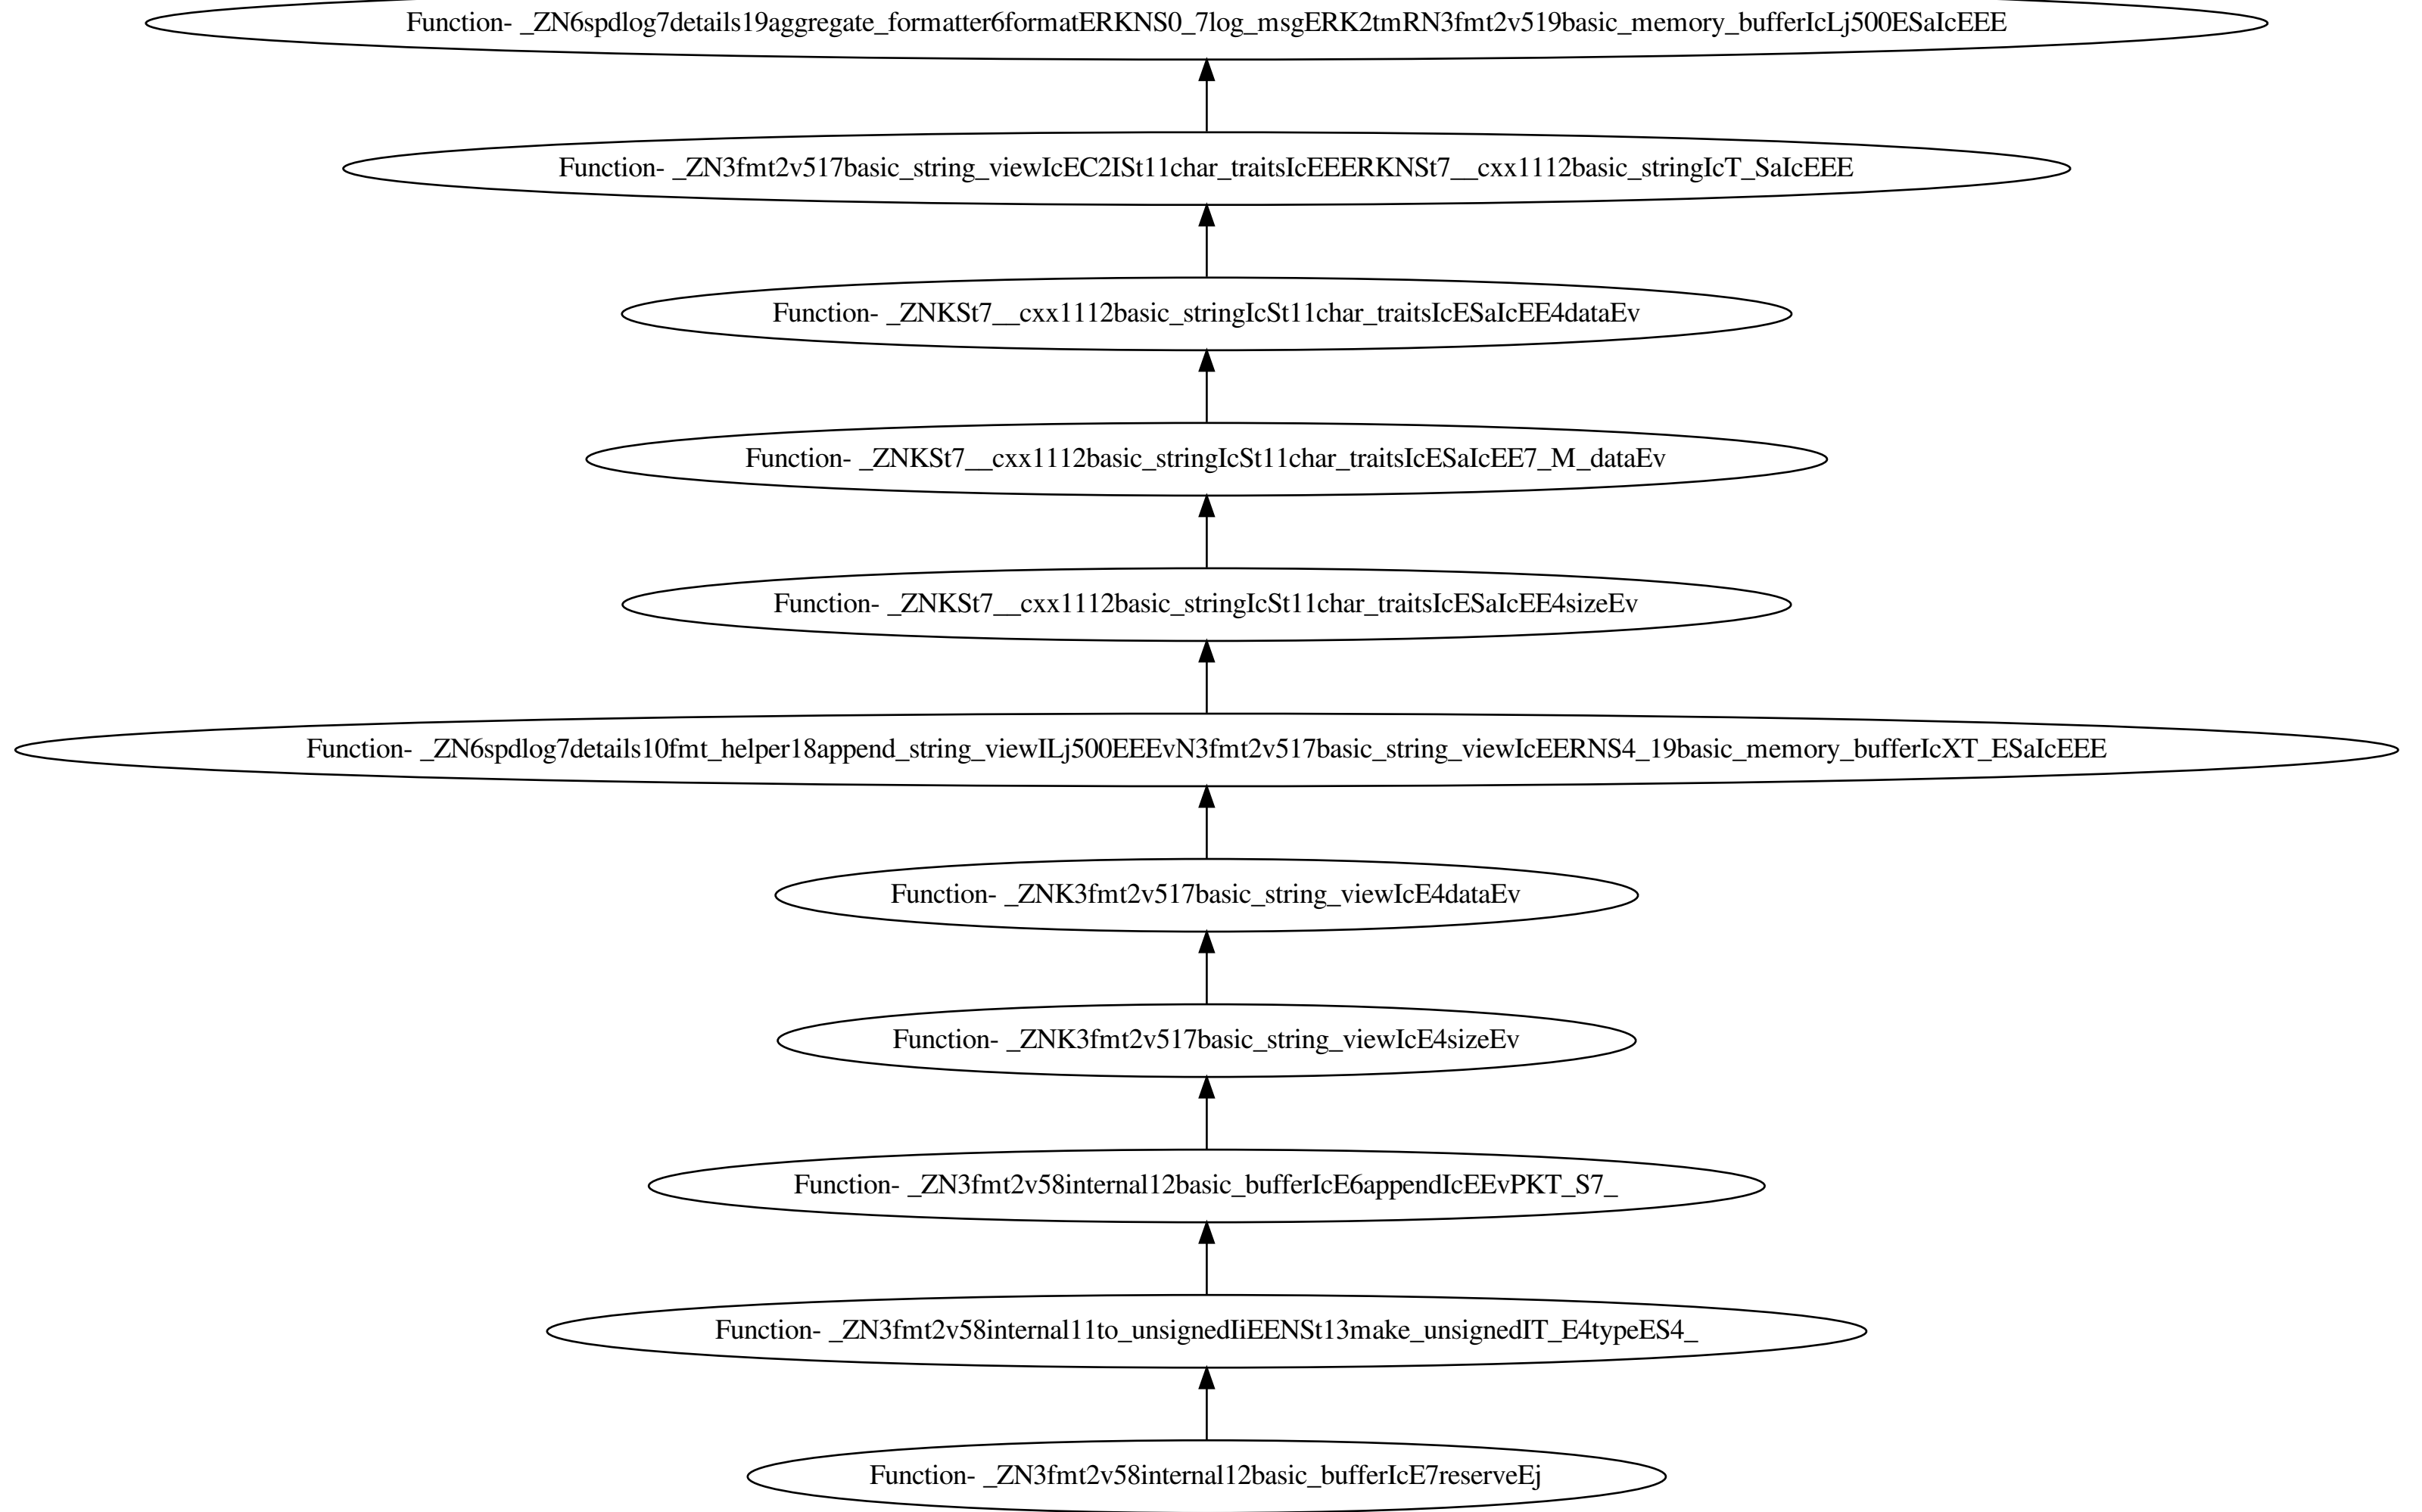 Function- _ZN6spdlog7details19aggregate_formatter6formatERKNS0_7log_msgERK2tmRN3fmt2v519basic_memory_bufferIcLj500ESaIcEEE
Function- _ZN3fmt2v517basic_string_viewIcEC2ISt11char_traitsIcEEERKNSt7__cxx1112basic_stringIcT_SaIcEEE
Function- _ZNKSt7__cxx1112basic_stringIcSt11char_traitsIcESaIcEE4dataEv
Function- _ZNKSt7__cxx1112basic_stringIcSt11char_traitsIcESaIcEE7_M_dataEv
Function- _ZNKSt7__cxx1112basic_stringIcSt11char_traitsIcESaIcEE4sizeEv
Function- _ZN6spdlog7details10fmt_helper18append_string_viewILj500EEEvN3fmt2v517basic_string_viewIcEERNS4_19basic_memory_bufferIcXT_ESaIcEEE
Function- _ZNK3fmt2v517basic_string_viewIcE4dataEv
Function- _ZNK3fmt2v517basic_string_viewIcE4sizeEv
Function- _ZN3fmt2v58internal12basic_bufferIcE6appendIcEEvPKT_S7_
Function- _ZN3fmt2v58internal11to_unsignedIiEENSt13make_unsignedIT_E4typeES4_
Function- _ZN3fmt2v58internal12basic_bufferIcE7reserveEj